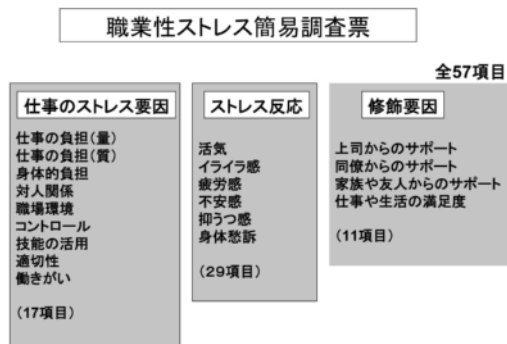 職業性ストレス簡易調査票
全57項目
仕事のストレス要因
仕事の負担(量)
仕事の負担(質)
身体的負担
対人関係
職場環境
コントロール
技能の活用
適切性
働きがい
(17項目)
ストレス反応
活気
イライラ感
疲労感
不安感
抑うつ感
身体愁訴
(29項目)
修飾要因
上司からのサポート
同僚からのサポート
家族や友人からのサポート
仕事や生活の満足度
(11項目)